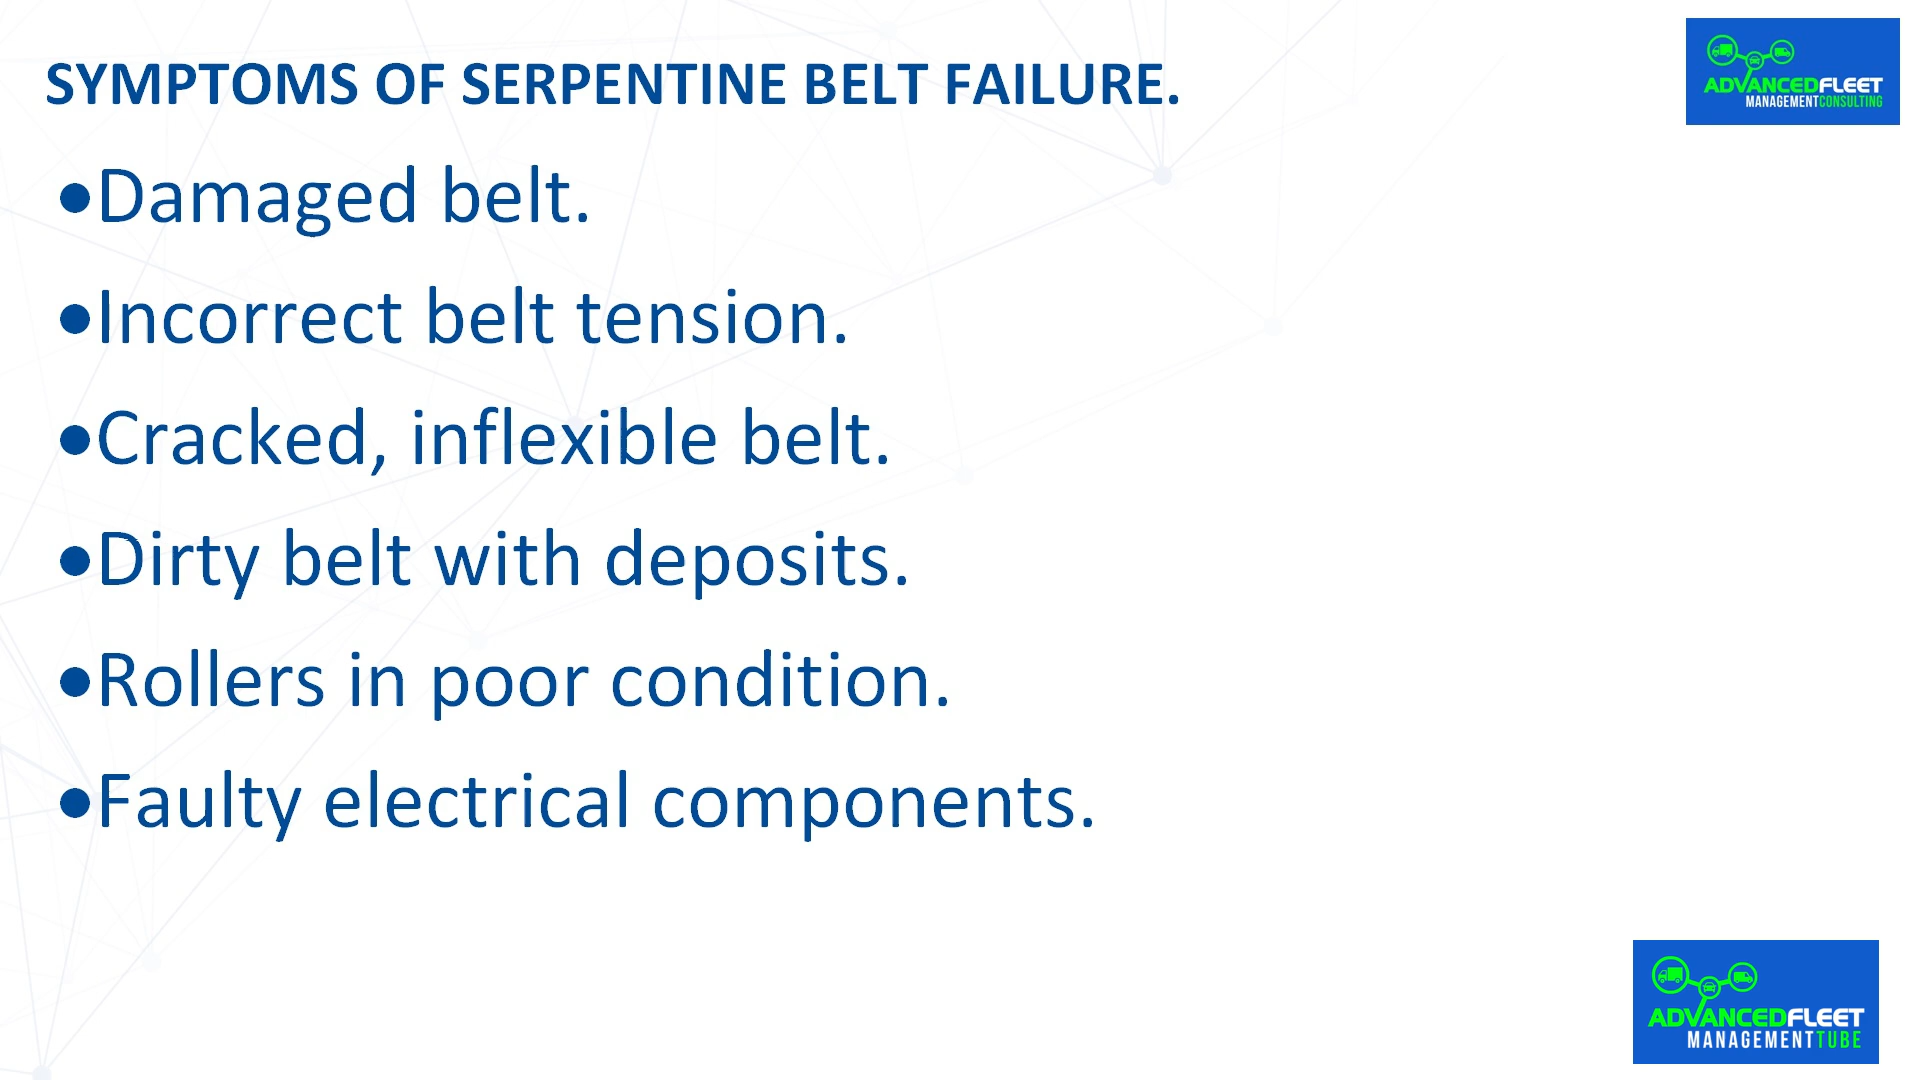 SYMPTOMS OF SERPENTINE BELT FAILURE.
ADVANCEDFLEET
MANAGEMENTCONSULTING
•Damaged belt.
•Incorrect belt tension.
•Cracked, inflexible belt.
•Dirty belt with deposits.
•Rollers in poor condition.
•Faulty electrical components.
ADVANCEDFLEET
MANAGEMENTTUBE